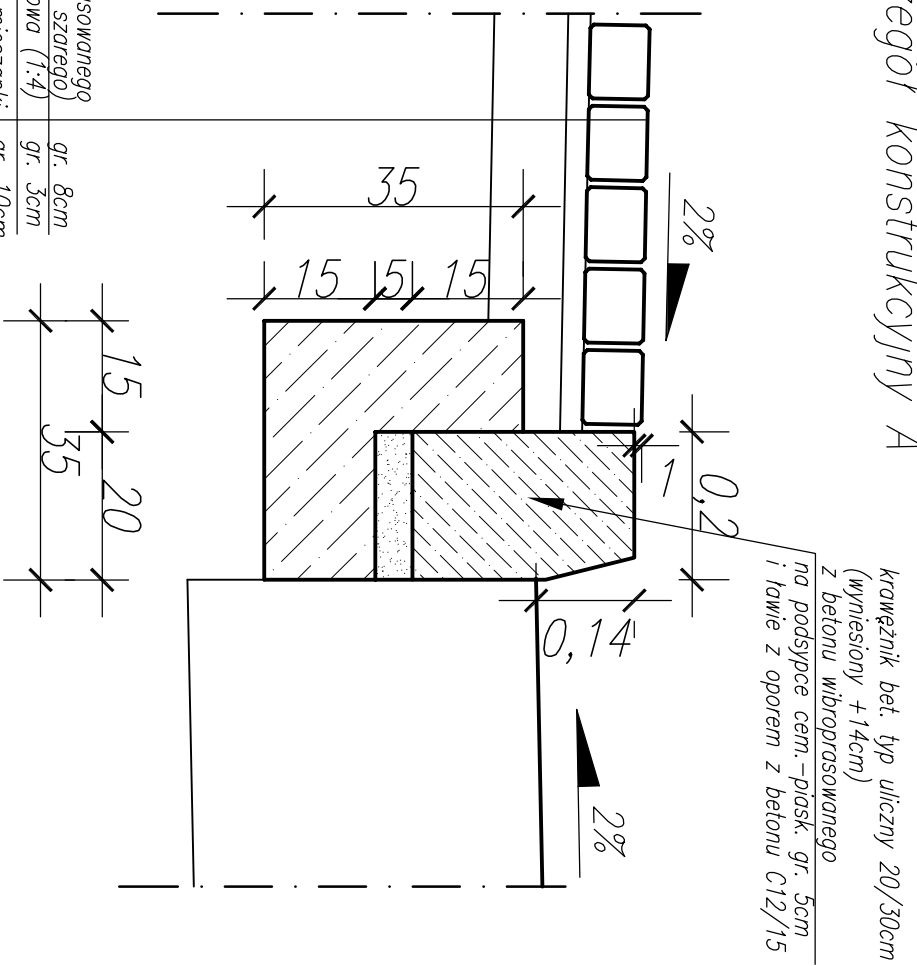 egół konstrukcyjny A
krawężnik bet. typ uliczny 20/30cm
(wyniesiony +14cm)
z betonu wibroprasowanego
na podsypce cem.-piask. gr. 5cm
i ławie z oporem z betonu C12/15
2%
0,2
1
0,14
2%
35
15
5
15
15
20
35
sowanego
szarego) gr. 8cm
owa (1:4) gr. 3cm
gr. 10cm